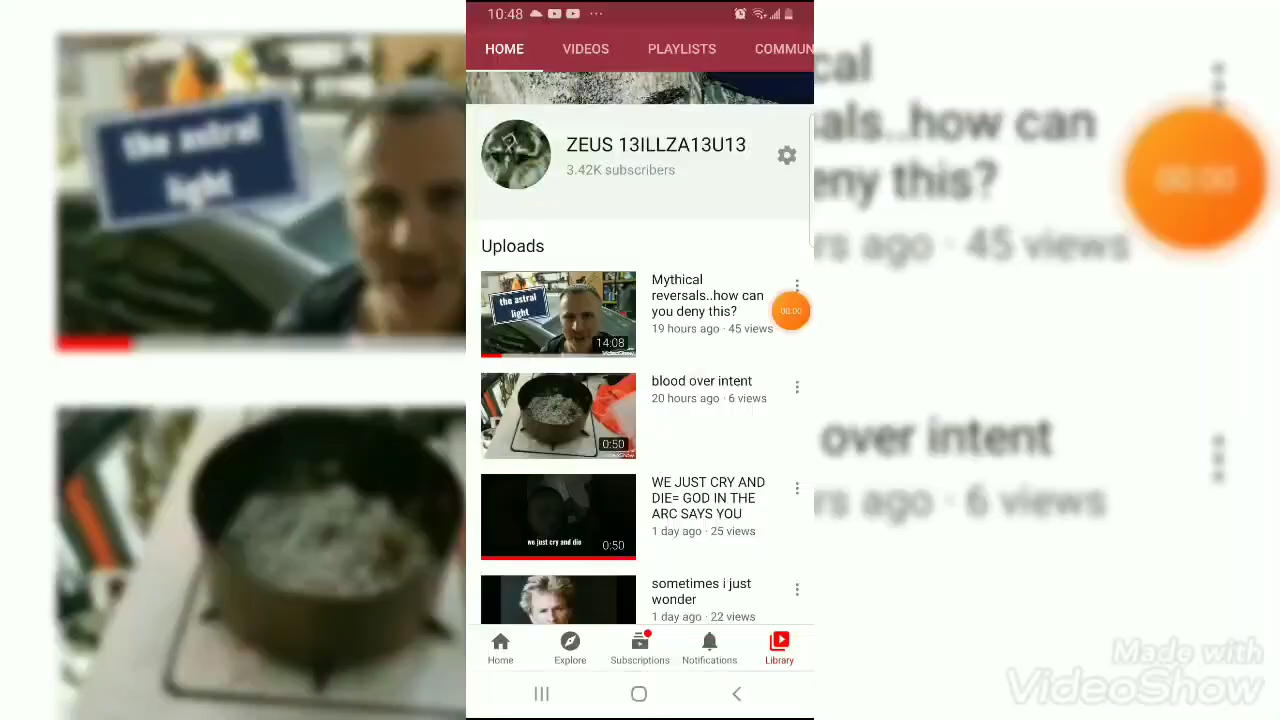 10:48
HOME VIDEOS PLAYLISTS COMMUN
ZEUS 13ILLZA13U13
3.42K subscribers
Uploads
the astral
light
14:08
VideoShow
Mythical
reversals..how can
you deny this?
19 hours ago · 45 views
00:00
0:50
blood over intent
20 hours ago · 6 views
we just cry and die
0:50
WE JUST CRY AND
DIE= GOD IN THE
ARC SAYS YOU
1 day ago · 25 views
sometimes i just
wonder
1 day ago · 22 views
Home Explore Subscriptions Notifications Library
the astral
light
cal
als..how can
eny this?
rs ago · 45 views
00:00
over intent
rs ago · 6 views
Made with
VideoShow